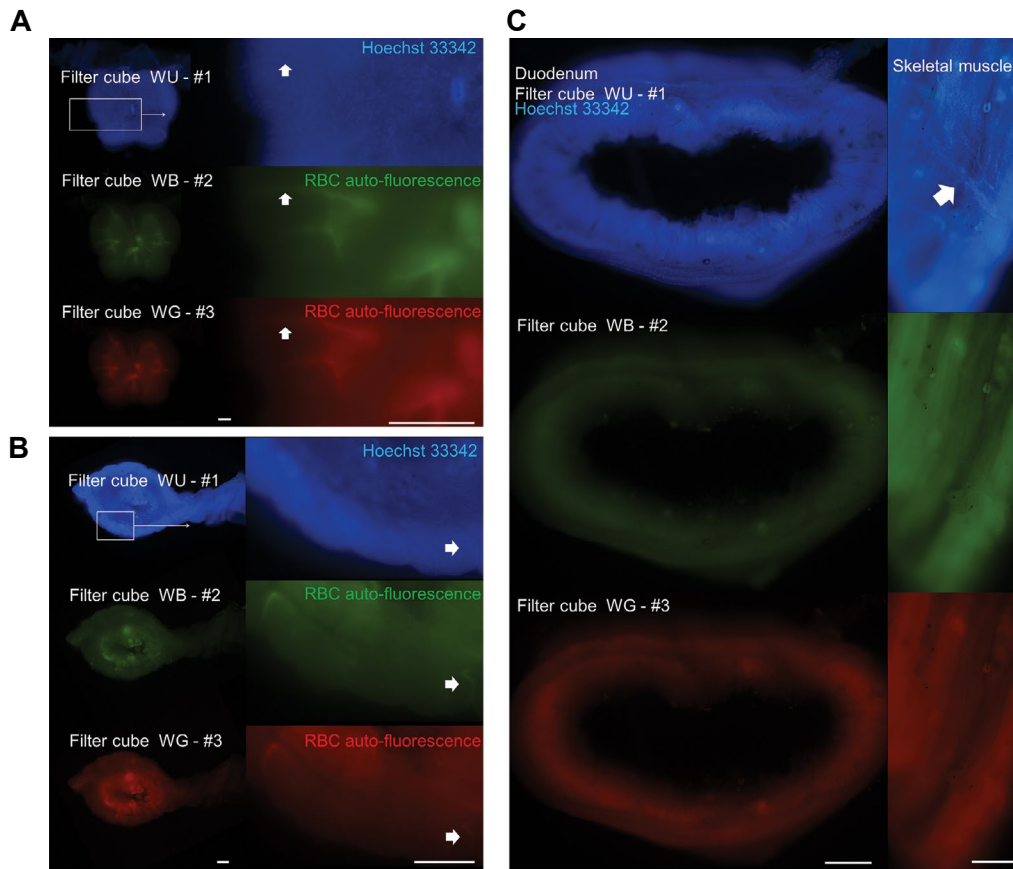 A
Hoechst 33342
Filter cube WU - #1
Filter cube WB - #2
RBC auto-fluorescence
Filter cube WG - #3
RBC auto-fluorescence
B
Hoechst 33342
Filter cube WU - #1
Filter cube WB - #2
RBC auto-fluorescence
Filter cube WG - #3
RBC auto-fluorescence
C
Duodenum
Filter cube WU - #1
Hoechst 33342
Skeletal muscle
Filter cube WB - #2
Filter cube WG - #3